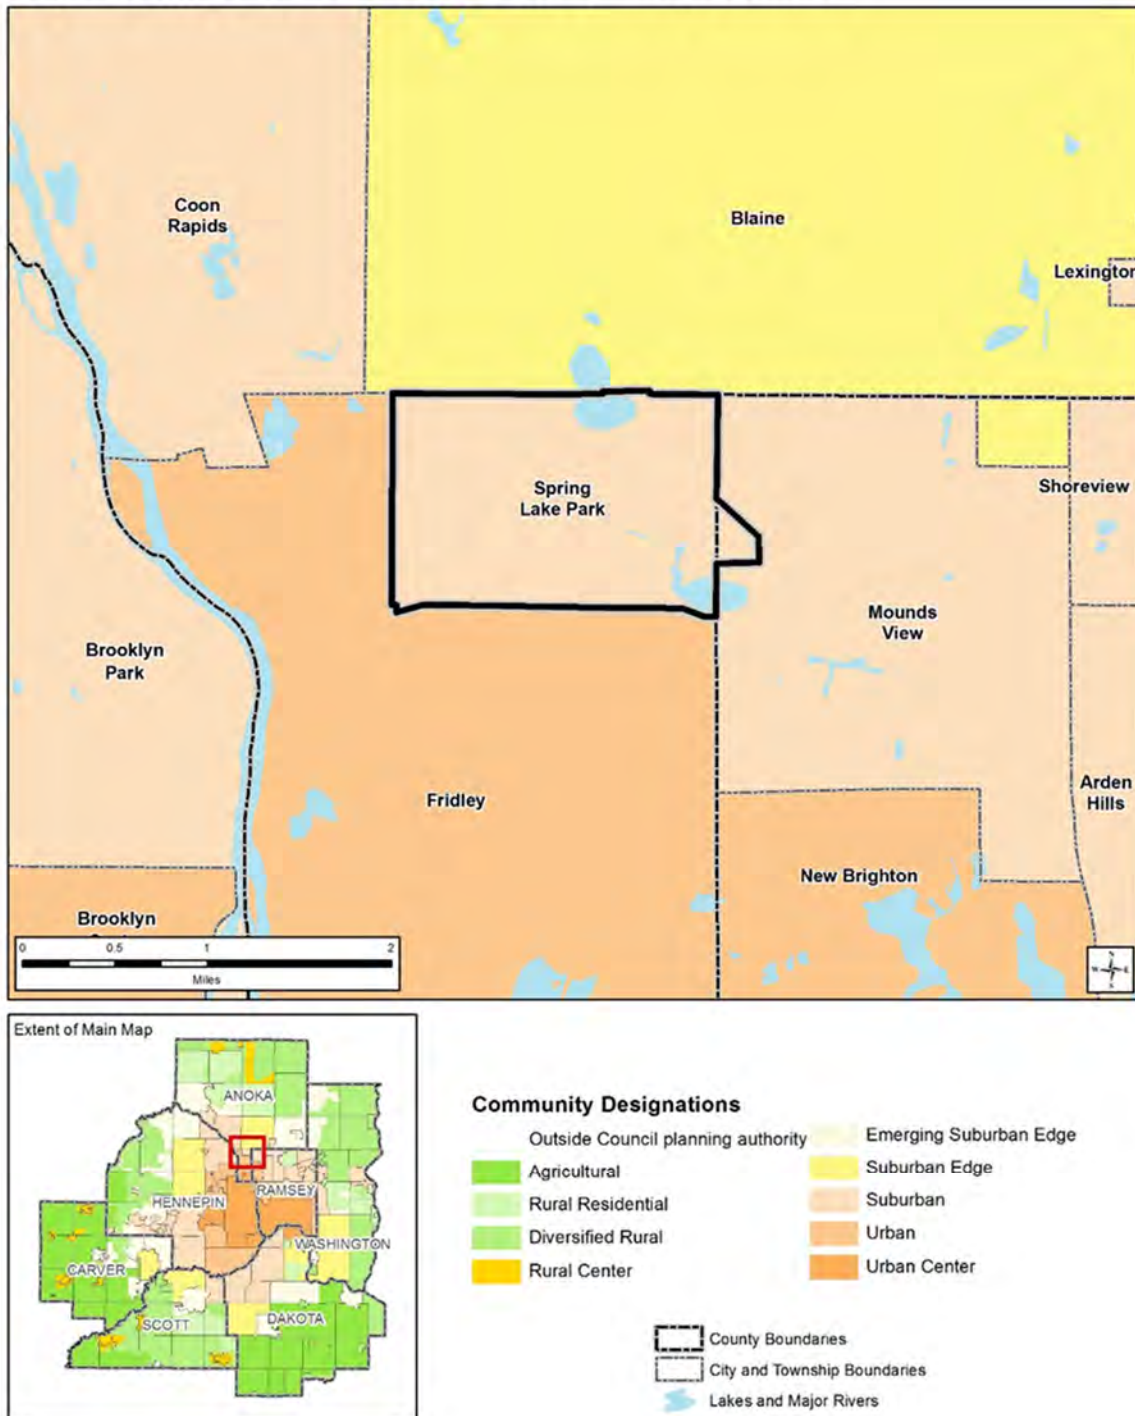 Coon
Rapids
Blaine
Lexington
Spring
Lake Park
Shoreview
Mounds
View
Brooklyn
Park
Fridley
Arden
Hills
New Brighton
Brooklyn
0 0.5 1 2
Miles
Extent of Main Map
ANOKA
HENNEPIN
RAMSEY
WASHINGTON
CARVER
SCOTT
DAKOTA
Community Designations
Outside Council planning authority
Agricultural
Rural Residential
Diversified Rural
Rural Center
Emerging Suburban Edge
Suburban Edge
Suburban
Urban
Urban Center
County Boundaries
City and Township Boundaries
Lakes and Major Rivers